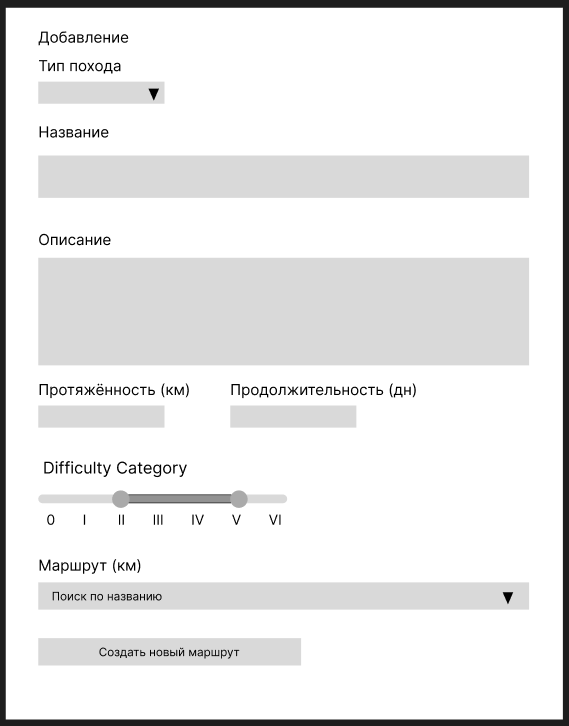 Добавление
Тип похода
Название
Описание
Протяжённость (км) Продолжительность (дн)
Difficulty Category
0 I II III IV V VI
Маршрут (км)
Поиск по названию
Создать новый маршрут